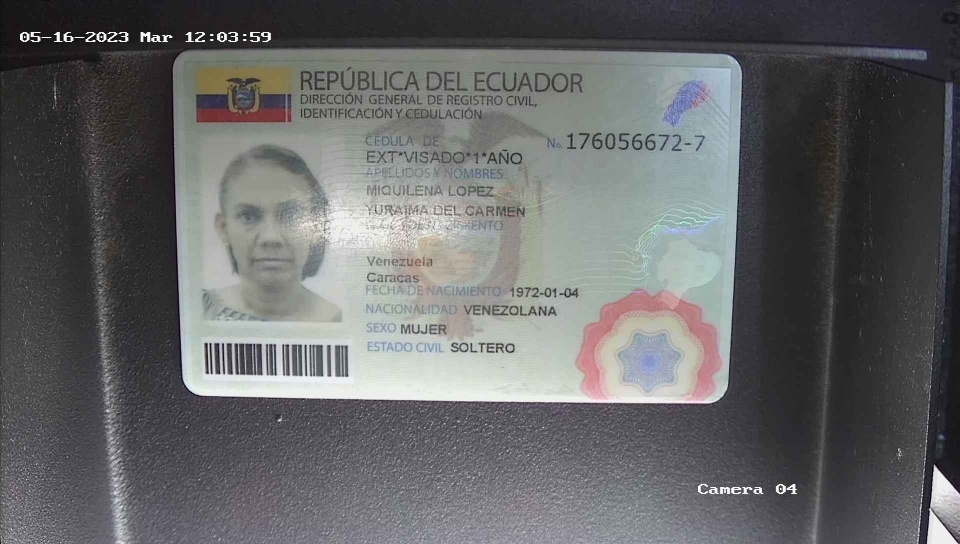 05-16-2023 Mar 12:03:59
REPÚBLICA DEL ECUADOR
DIRECCIÓN GENERAL DE REGISTRO CIVIL,
IDENTIFICACIÓN Y CEDULACIÓN
CÉDULA DE No. 176056672-7
EXT*VISADO*1*AÑO
APELLIDOS Y NOMBRES
MIQUILENA LOPEZ
YURAIMA DEL CARMEN
LUGAR DE NACIMIENTO
Venezuela
Caracas
FECHA DE NACIMIENTO 1972-01-04
NACIONALIDAD VENEZOLANA
SEXO MUJER
ESTADO CIVIL SOLTERO
Camera 04